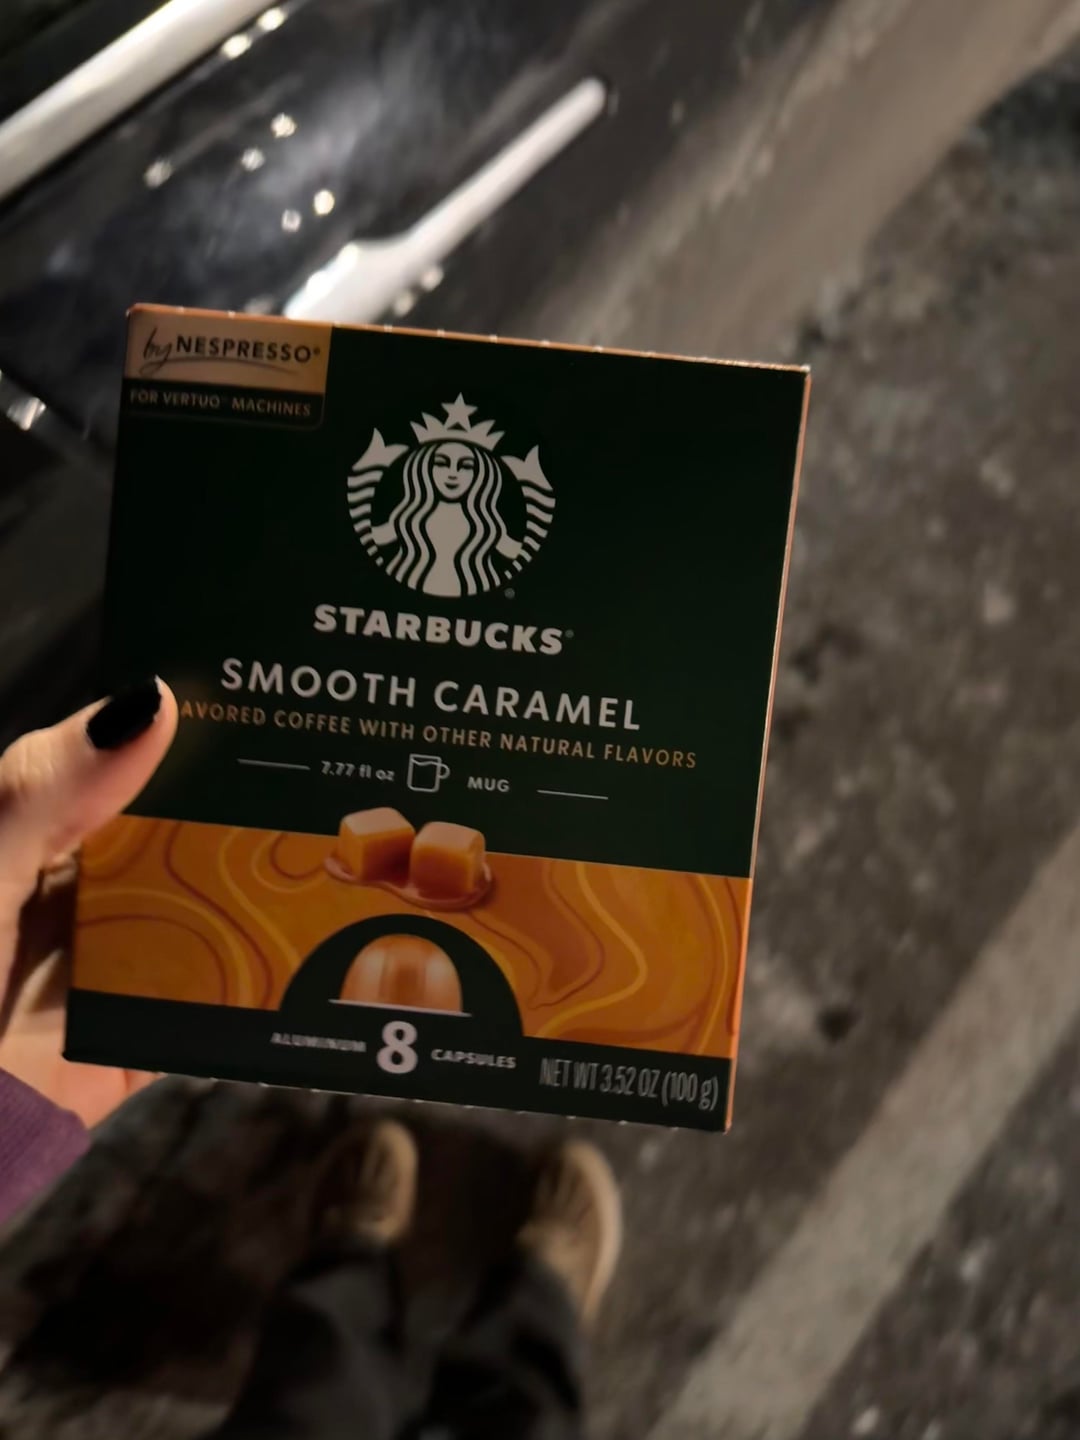 by NESPRESSO®
FOR VERTUO™ MACHINES
STARBUCKS®
SMOOTH CARAMEL
AVORED COFFEE WITH OTHER NATURAL FLAVORS
7.77 fl oz MUG
ALUMINUM 8 CAPSULES
NET WT 3.52 OZ (100 g)